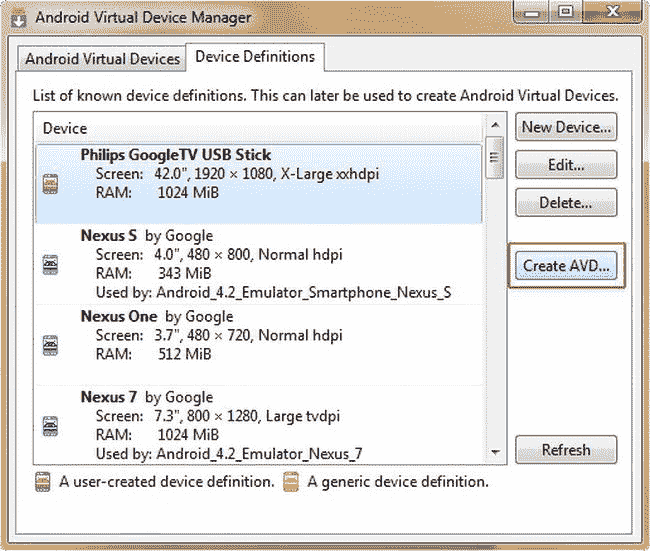 Android Virtual Device Manager
Android Virtual Devices
Device Definitions
List of known device definitions. This can later be used to create Android Virtual Devices.
Device
Philips GoogleTV USB Stick
Screen: 42.0", 1920 × 1080, X-Large xxhdpi
RAM: 1024 MiB
Nexus S by Google
Screen: 4.0", 480 × 800, Normal hdpi
RAM: 343 MiB
Used by: Android_4.2_Emulator_Smartphone_Nexus_S
Nexus One by Google
Screen: 3.7", 480 × 720, Normal hdpi
RAM: 512 MiB
Nexus 7 by Google
Screen: 7.3", 800 × 1280, Large tvdpi
RAM: 1024 MiB
Used by: Android_4.2_Emulator_Nexus_7
New Device...
Edit...
Delete...
Create AVD...
Refresh
A user-created device definition.
A generic device definition.